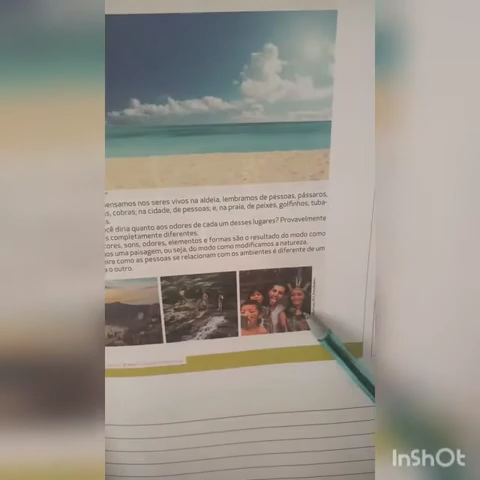 ensamos nos seres vivos na aldeia, lembramos de pessoas, pássaros,
s, cobras; na cidade, de pessoas; e, na praia, de peixes, golfinhos, tuba-
s.
cê diria quanto aos odores de cada um desses lugares? Provavelmente
s completamente diferentes.
ores, sons, odores, elementos e formas são o resultado do modo como
os uma paisagem, ou seja, do modo como modificamos a natureza.
eira como as pessoas se relacionam com os ambientes é diferente de um
a o outro.
InShOt